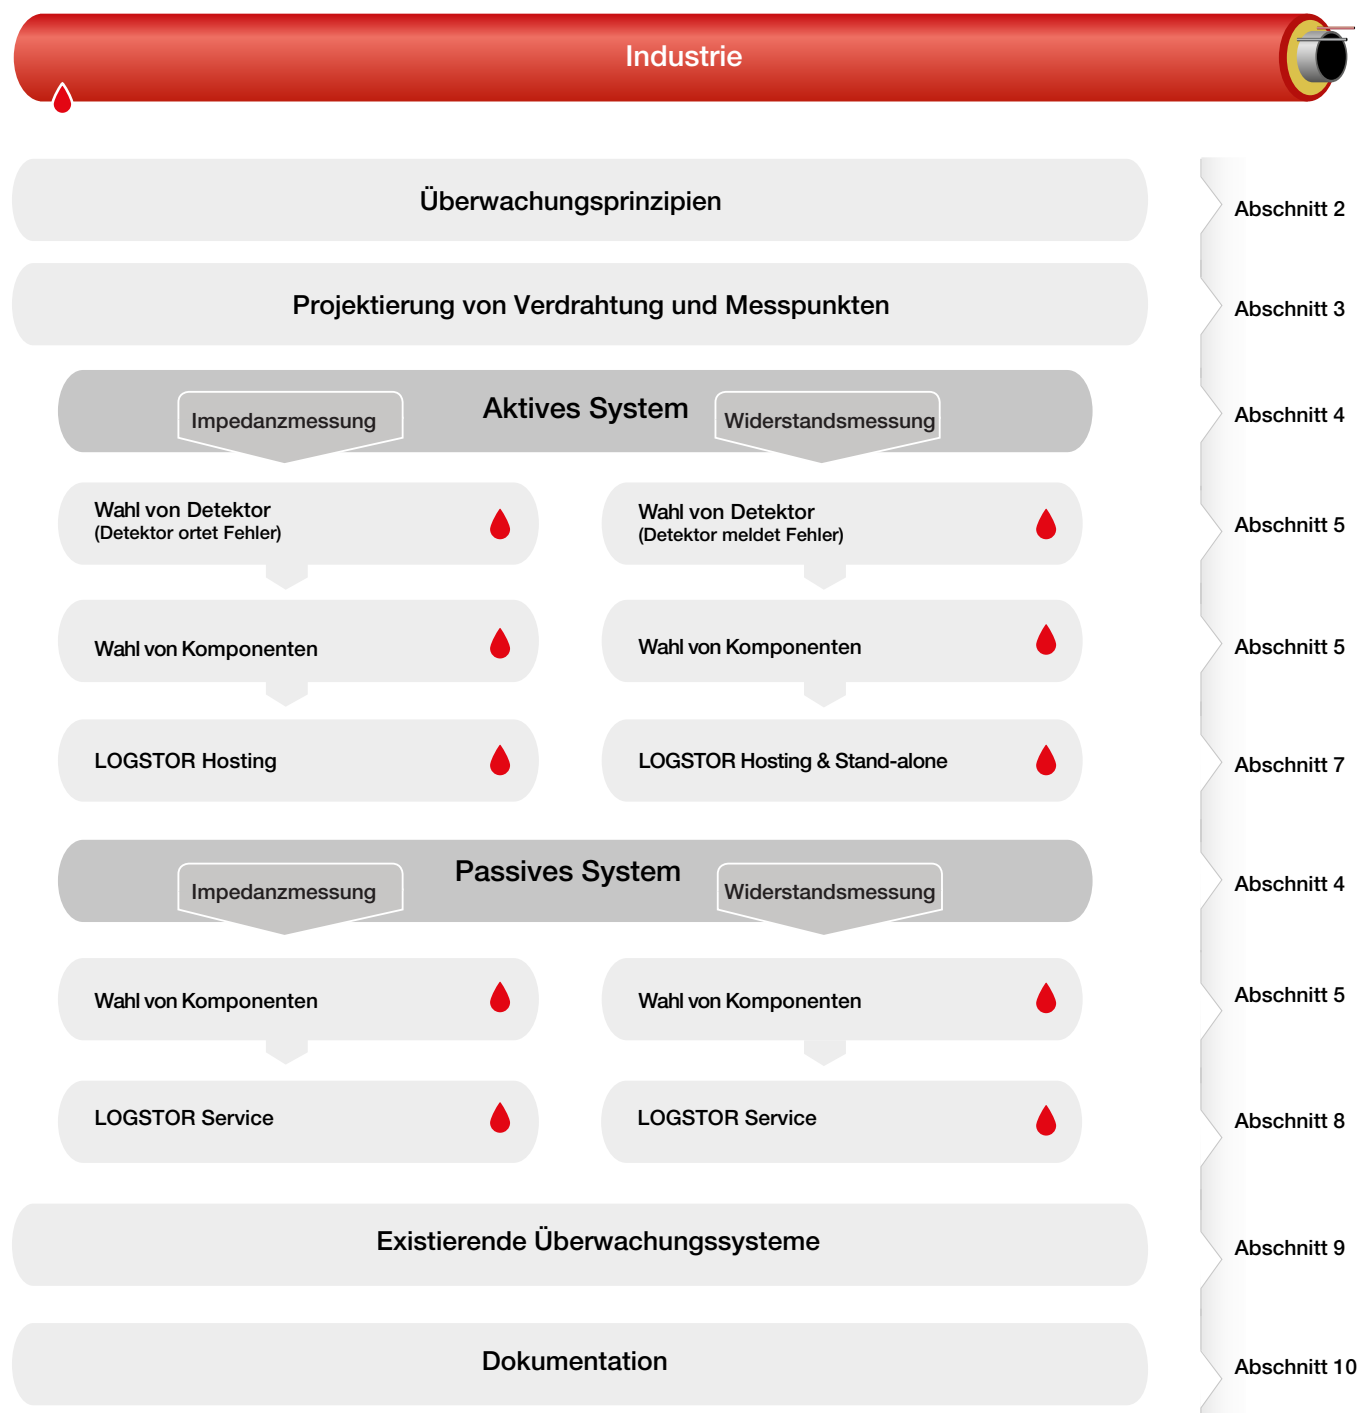 Industrie
Überwachungsprinzipien
Abschnitt 2
Projektierung von Verdrahtung und Messpunkten
Abschnitt 3
Aktives System
Impedanzmessung
Widerstandsmessung
Abschnitt 4
Wahl von Detektor
(Detektor ortet Fehler)
Wahl von Detektor
(Detektor meldet Fehler)
Abschnitt 5
Wahl von Komponenten
Wahl von Komponenten
Abschnitt 5
LOGSTOR Hosting
LOGSTOR Hosting & Stand-alone
Abschnitt 7
Passives System
Impedanzmessung
Widerstandsmessung
Abschnitt 4
Wahl von Komponenten
Wahl von Komponenten
Abschnitt 5
LOGSTOR Service
LOGSTOR Service
Abschnitt 8
Existierende Überwachungssysteme
Abschnitt 9
Dokumentation
Abschnitt 10